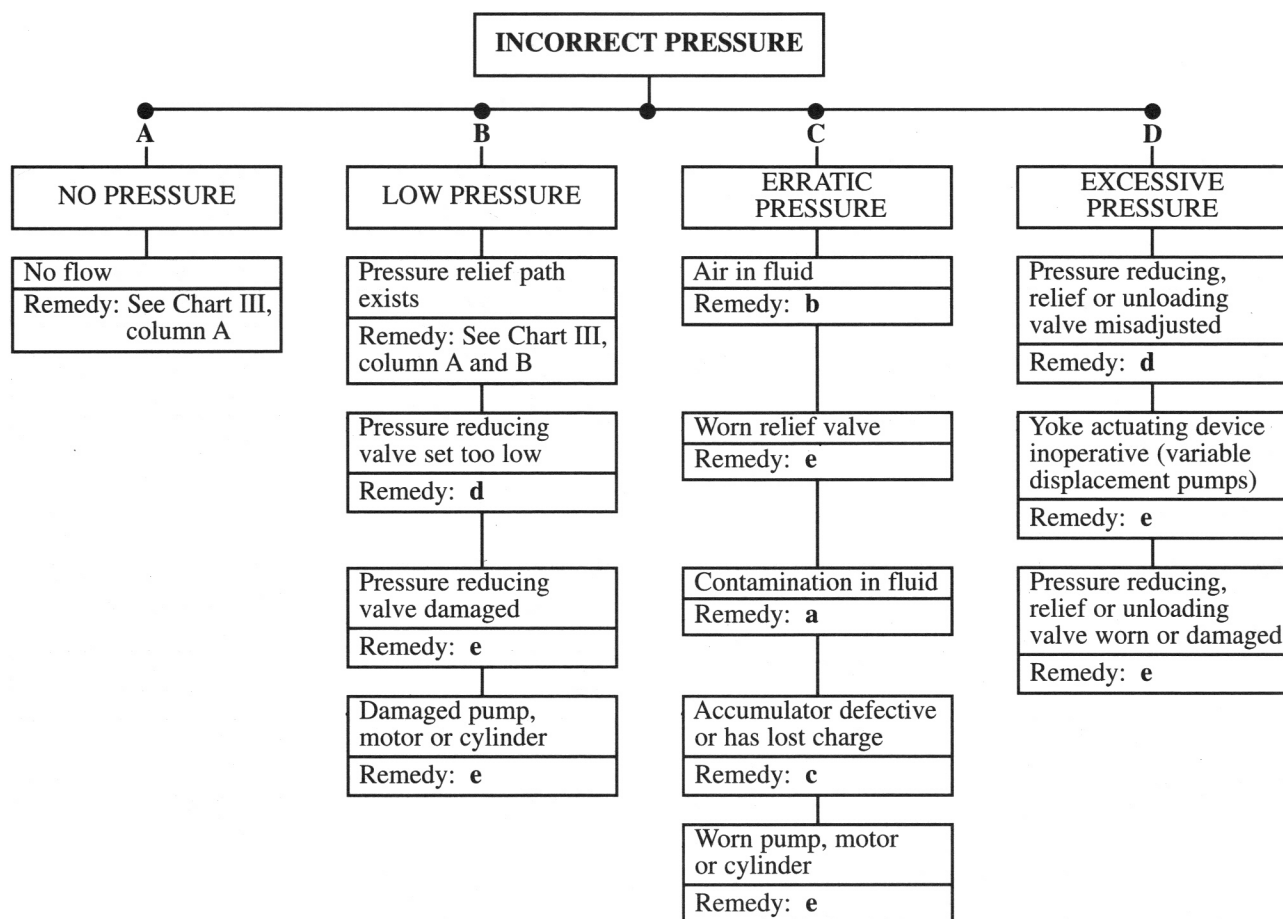 INCORRECT PRESSURE
A
B
C
D
NO PRESSURE
No flow
Remedy: See Chart III,
column A
LOW PRESSURE
Pressure relief path
exists
Remedy: See Chart III,
column A and B
Pressure reducing
valve set too low
Remedy: d
Pressure reducing
valve damaged
Remedy: e
Damaged pump,
motor or cylinder
Remedy: e
ERRATIC
PRESSURE
Air in fluid
Remedy: b
Worn relief valve
Remedy: e
Contamination in fluid
Remedy: a
Accumulator defective
or has lost charge
Remedy: c
Worn pump, motor
or cylinder
Remedy: e
EXCESSIVE
PRESSURE
Pressure reducing,
relief or unloading
valve misadjusted
Remedy: d
Yoke actuating device
inoperative (variable
displacement pumps)
Remedy: e
Pressure reducing,
relief or unloading
valve worn or damaged
Remedy: e